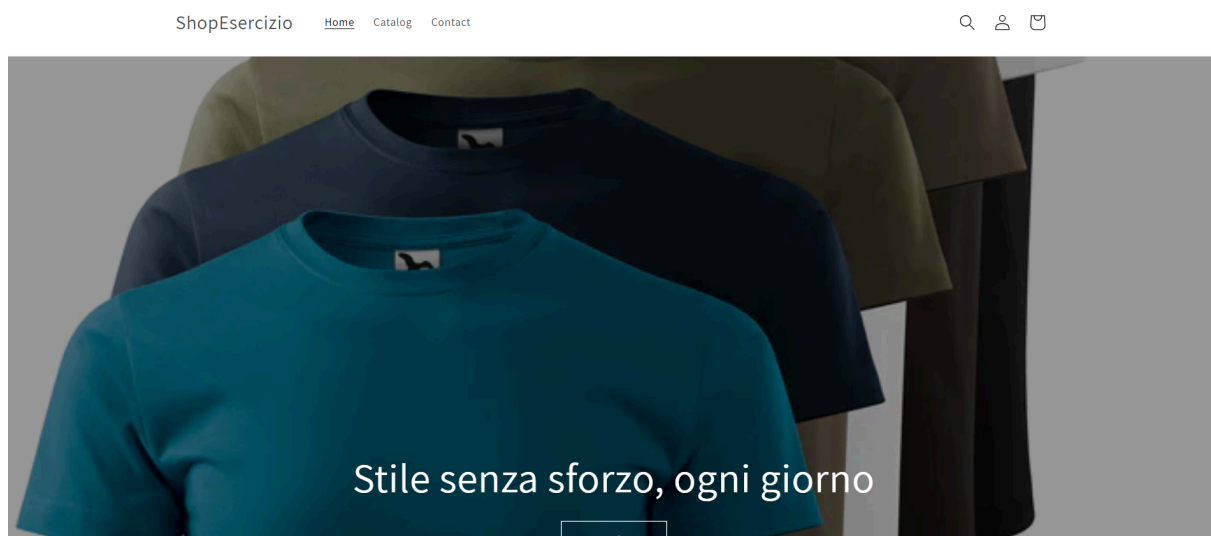 ShopEsercizio
Home Catalog Contact
Stile senza sforzo, ogni giorno